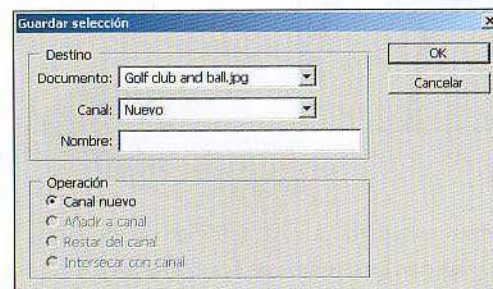 Guardar selección
Destino
Documento: Golf club and ball.jpg
Canal: Nuevo
Nombre:
Operación
Canal nuevo
Añadir a canal
Restar del canal
Intersecar con canal
OK
Cancelar